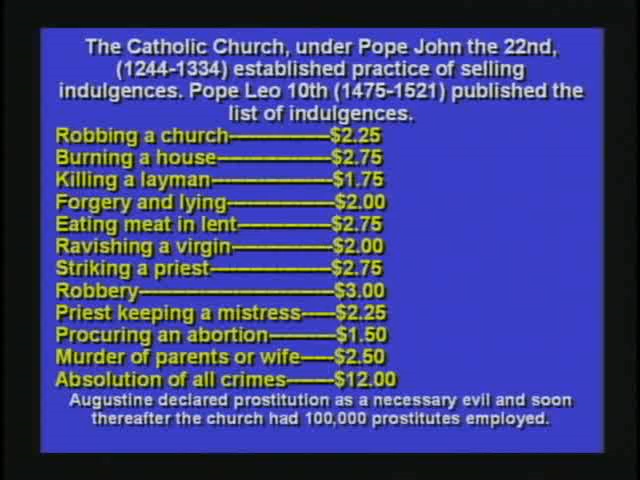 The Catholic Church, under Pope John the 22nd,
(1244-1334) established practice of selling
indulgences. Pope Leo 10th (1475-1521) published the
list of indulgences.
Robbing a church-----------------$2.25
Burning a house-------------------$2.75
Killing a layman--------------------$1.75
Forgery and lying------------------$2.00
Eating meat in lent----------------$2.75
Ravishing a virgin-----------------$2.00
Striking a priest--------------------$2.75
Robbery--------------------------------$3.00
Priest keeping a mistress------$2.25
Procuring an abortion-----------$1.50
Murder of parents or wife------$2.50
Absolution of all crimes--------$12.00
Augustine declared prostitution as a necessary evil and soon
thereafter the church had 100,000 prostitutes employed.